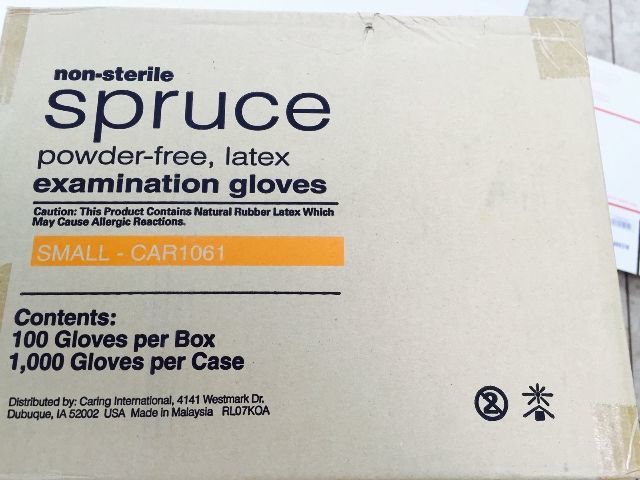 non-sterile
spruce
powder-free, latex
examination gloves
Caution: This Product Contains Natural Rubber Latex Which
May Cause Allergic Reactions.
SMALL - CAR1061
Contents:
100 Gloves per Box
1,000 Gloves per Case
Distributed by: Caring International, 4141 Westmark Dr.
Dubuque, IA 52002 USA Made in Malaysia RL07KOA
2